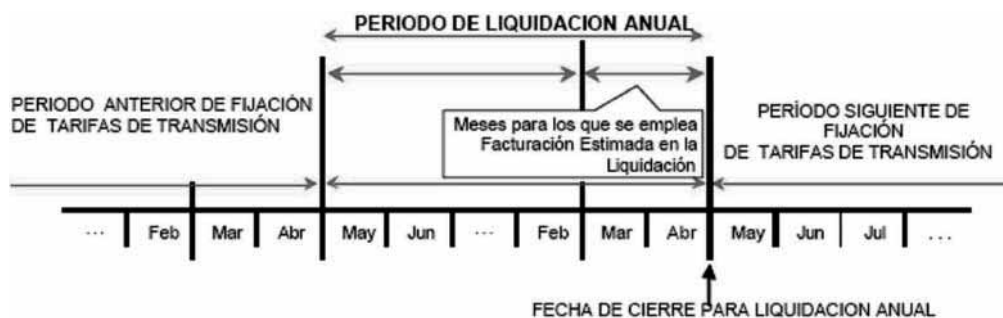 PERIODO DE LIQUIDACION ANUAL
PERIODO ANTERIOR DE FIJACIÓN
DE TARIFAS DE TRANSMISIÓN
Meses para los que se emplea
Facturación Estimada en la
Liquidación
PERÍODO SIGUIENTE DE
FIJACIÓN
DE TARIFAS DE TRANSMISIÓN
... Feb Mar Abr May Jun ... Feb Mar Abr May Jun Jul ...
FECHA DE CIERRE PARA LIQUIDACION ANUAL